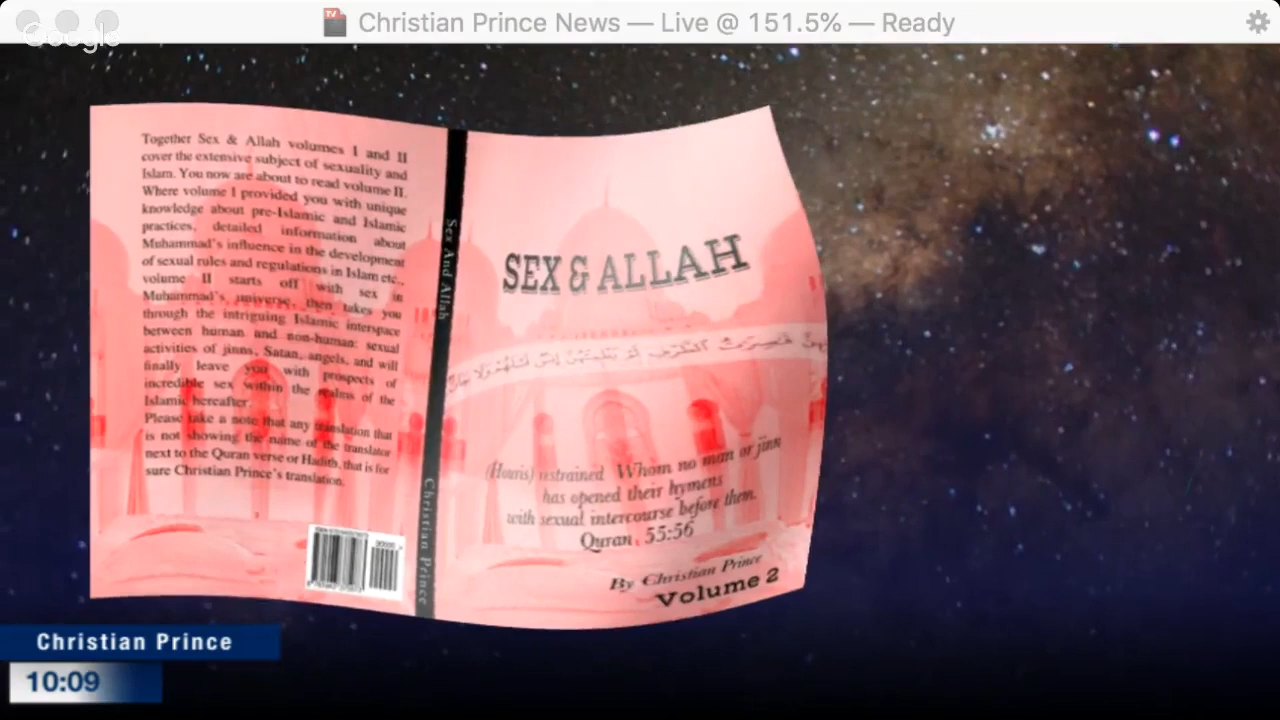 Christian Prince News — Live @ 151.5% — Ready
Google
Together Sex & Allah volumes I and II
cover the extensive subject of sexuality and
Islam. You now are about to read volume II.
Where volume I provided you with unique
knowledge about pre-Islamic and Islamic
practices, detailed information about
Muhammad's influence in the development
of sexual rules and regulations in Islam etc.,
volume II starts off with sex in
Muhammad's universe, then takes you
through the intriguing Islamic interspace
between human and non-human: sexual
activities of jinns, Satan, angels, and will
finally leave you with prospects of
incredible sex within the realms of the
Islamic hereafter.
Please take a note that any translation that
is not showing the name of the translator
next to the Quran verse or Hadith, that is for
sure Christian Prince's translation.
Sex And Allah
Christian Prince
SEX & ALLAH
(Houris) restrained Whom no man or jinn
has opened their hymens
with sexual intercourse before them.
Quran : 55:56
By Christian Prince
Volume 2
Christian Prince
10:09